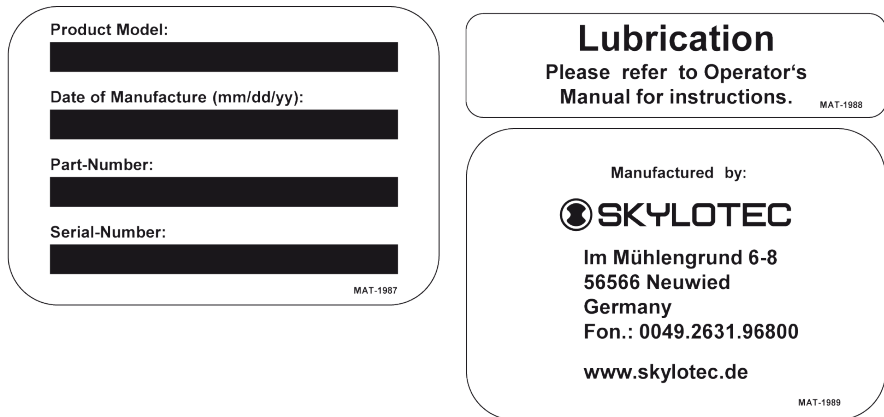 Product Model:
Date of Manufacture (mm/dd/yy):
Part-Number:
Serial-Number:
MAT-1987
Lubrication
Please refer to Operator‘s
Manual for instructions.
MAT-1988
Manufactured by:
SKYLOTEC
Im Mühlengrund 6-8
56566 Neuwied
Germany
Fon.: 0049.2631.96800
www.skylotec.de
MAT-1989